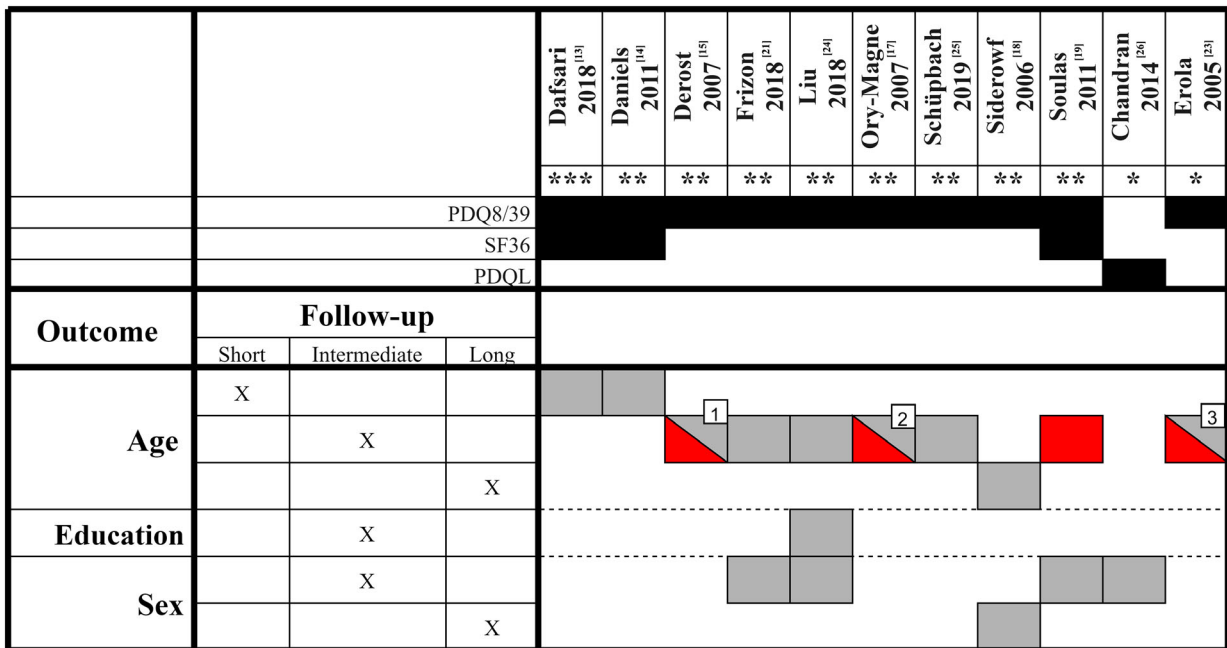 Dafsari 2018 [13]
Daniels 2011 [14]
Derost 2007 [15]
Frizon 2018 [21]
Liu 2018 [24]
Ory-Magne 2007 [17]
Schüpbach 2019 [25]
Siderowf 2006 [18]
Soulas 2011 [19]
Chandran 2014 [26]
Erola 2005 [23]
*** ** ** ** ** ** ** ** ** * *
PDQ8/39
SF36
PDQL
Outcome
Follow-up
Short Intermediate Long
Age
X
X
X
1
2
3
Education
X
Sex
X
X